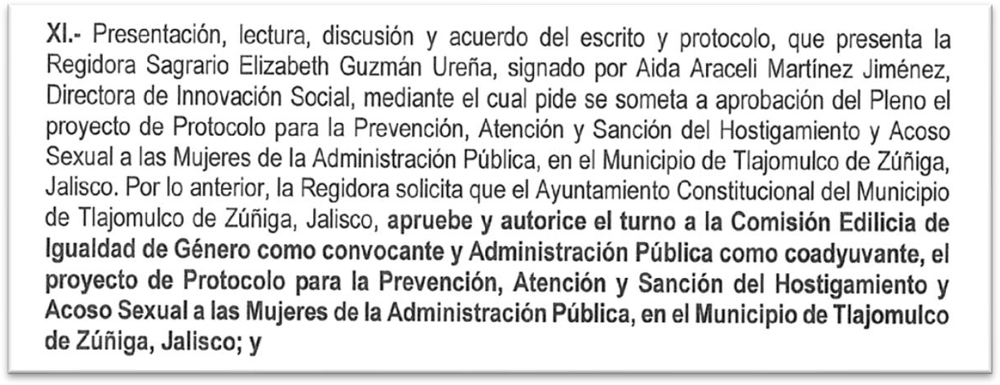 XI.- Presentación, lectura, discusión y acuerdo del escrito y protocolo, que presenta la
Regidora Sagrario Elizabeth Guzmán Ureña, signado por Aida Araceli Martínez Jiménez,
Directora de Innovación Social, mediante el cual pide se someta a aprobación del Pleno el
proyecto de Protocolo para la Prevención, Atención y Sanción del Hostigamiento y Acoso
Sexual a las Mujeres de la Administración Pública, en el Municipio de Tlajomulco de Zúñiga,
Jalisco. Por lo anterior, la Regidora solicita que el Ayuntamiento Constitucional del Municipio
de Tlajomulco de Zúñiga, Jalisco, apruebe y autorice el turno a la Comisión Edilicia de
Igualdad de Género como convocante y Administración Pública como coadyuvante, el
proyecto de Protocolo para la Prevención, Atención y Sanción del Hostigamiento y
Acoso Sexual a las Mujeres de la Administración Pública, en el Municipio de Tlajomulco
de Zúñiga, Jalisco; y